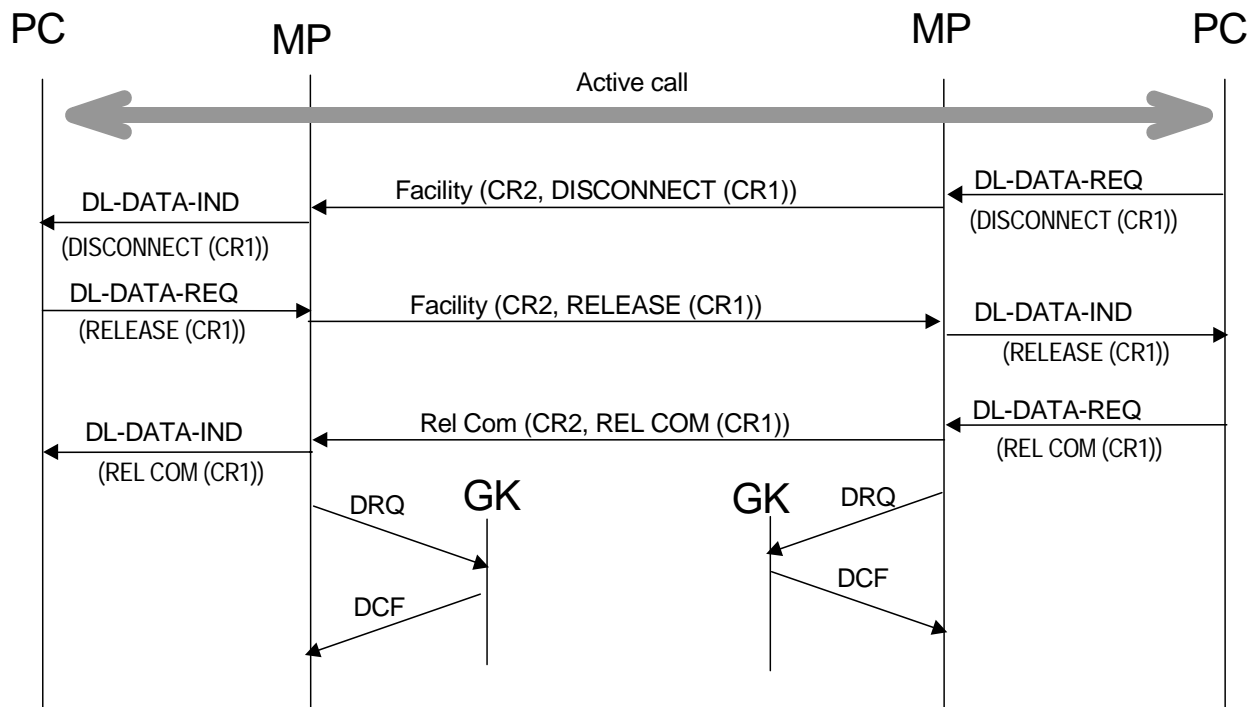 PC
MP
MP
PC
Active call
DL-DATA-IND
Facility (CR2, DISCONNECT (CR1))
DL-DATA-REQ
(DISCONNECT (CR1))
(DISCONNECT (CR1))
DL-DATA-REQ
Facility (CR2, RELEASE (CR1))
DL-DATA-IND
(RELEASE (CR1))
(RELEASE (CR1))
DL-DATA-IND
Rel Com (CR2, REL COM (CR1))
DL-DATA-REQ
(REL COM (CR1))
(REL COM (CR1))
DRQ
GK
GK
DRQ
DCF
DCF